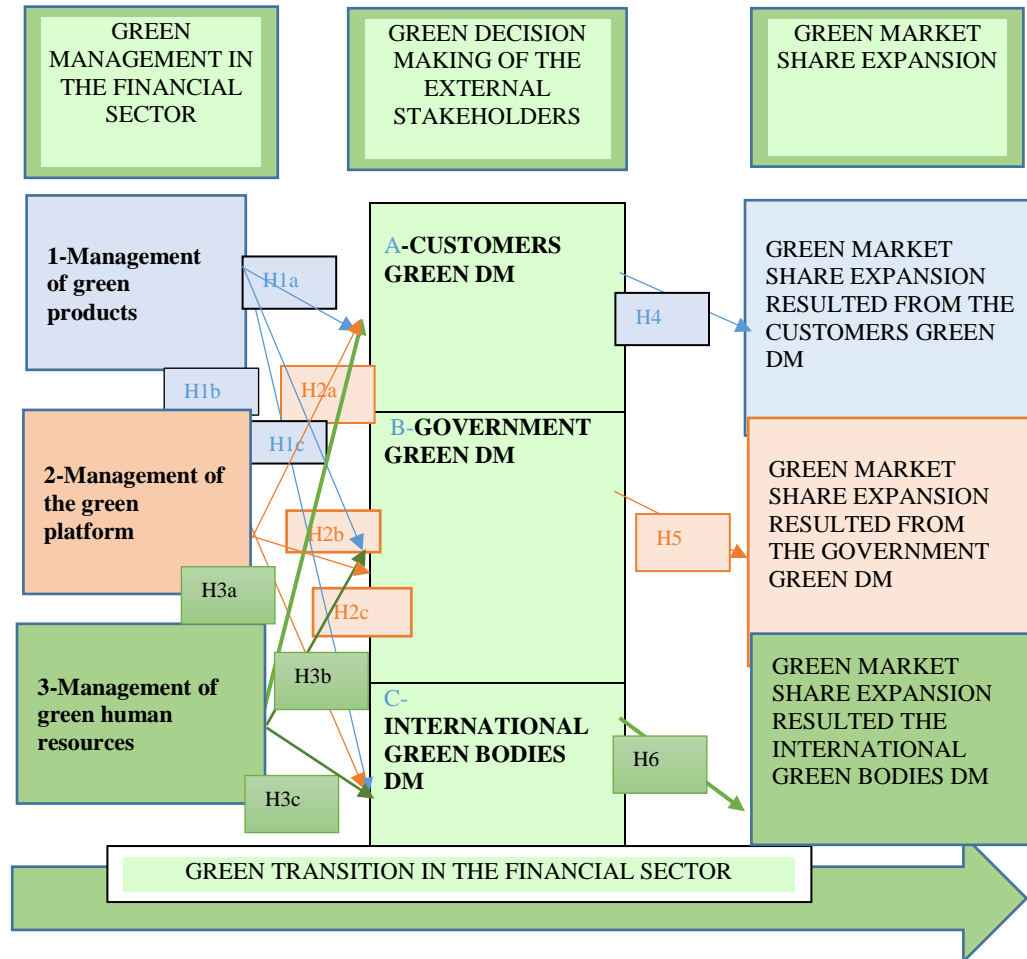 GREEN
MANAGEMENT IN
THE FINANCIAL
SECTOR
GREEN DECISION
MAKING OF THE
EXTERNAL
STAKEHOLDERS
GREEN MARKET
SHARE EXPANSION
1-Management
of green
products
H1a
H1b
H1c
H2a
A-CUSTOMERS
GREEN DM
H4
GREEN MARKET
SHARE EXPANSION
RESULTED FROM THE
CUSTOMERS GREEN
DM
2-Management of
the green
platform
H2b
H2c
H3a
B-GOVERNMENT
GREEN DM
H5
GREEN MARKET
SHARE EXPANSION
RESULTED FROM
THE GOVERNMENT
GREEN DM
3-Management of
green human
resources
H3b
H3c
C-
INTERNATIONAL
GREEN BODIES
DM
H6
GREEN MARKET
SHARE EXPANSION
RESULTED THE
INTERNATIONAL
GREEN BODIES DM
GREEN TRANSITION IN THE FINANCIAL SECTOR